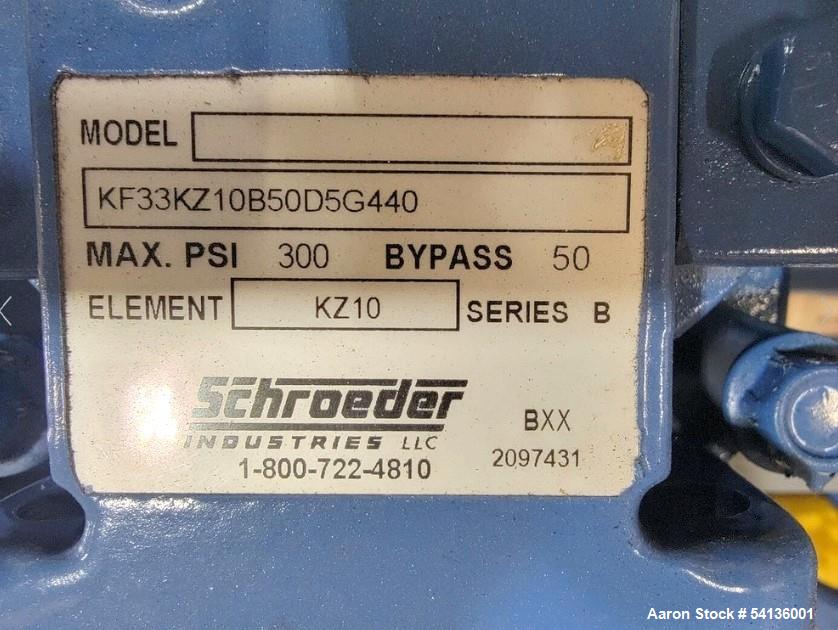 MODEL
KF33KZ10B50D5G440
MAX. PSI 300 BYPASS 50
ELEMENT KZ10 SERIES B
Schroeder
INDUSTRIES LLC
BXX
1-800-722-4810
2097431
Aaron Stock # 54136001